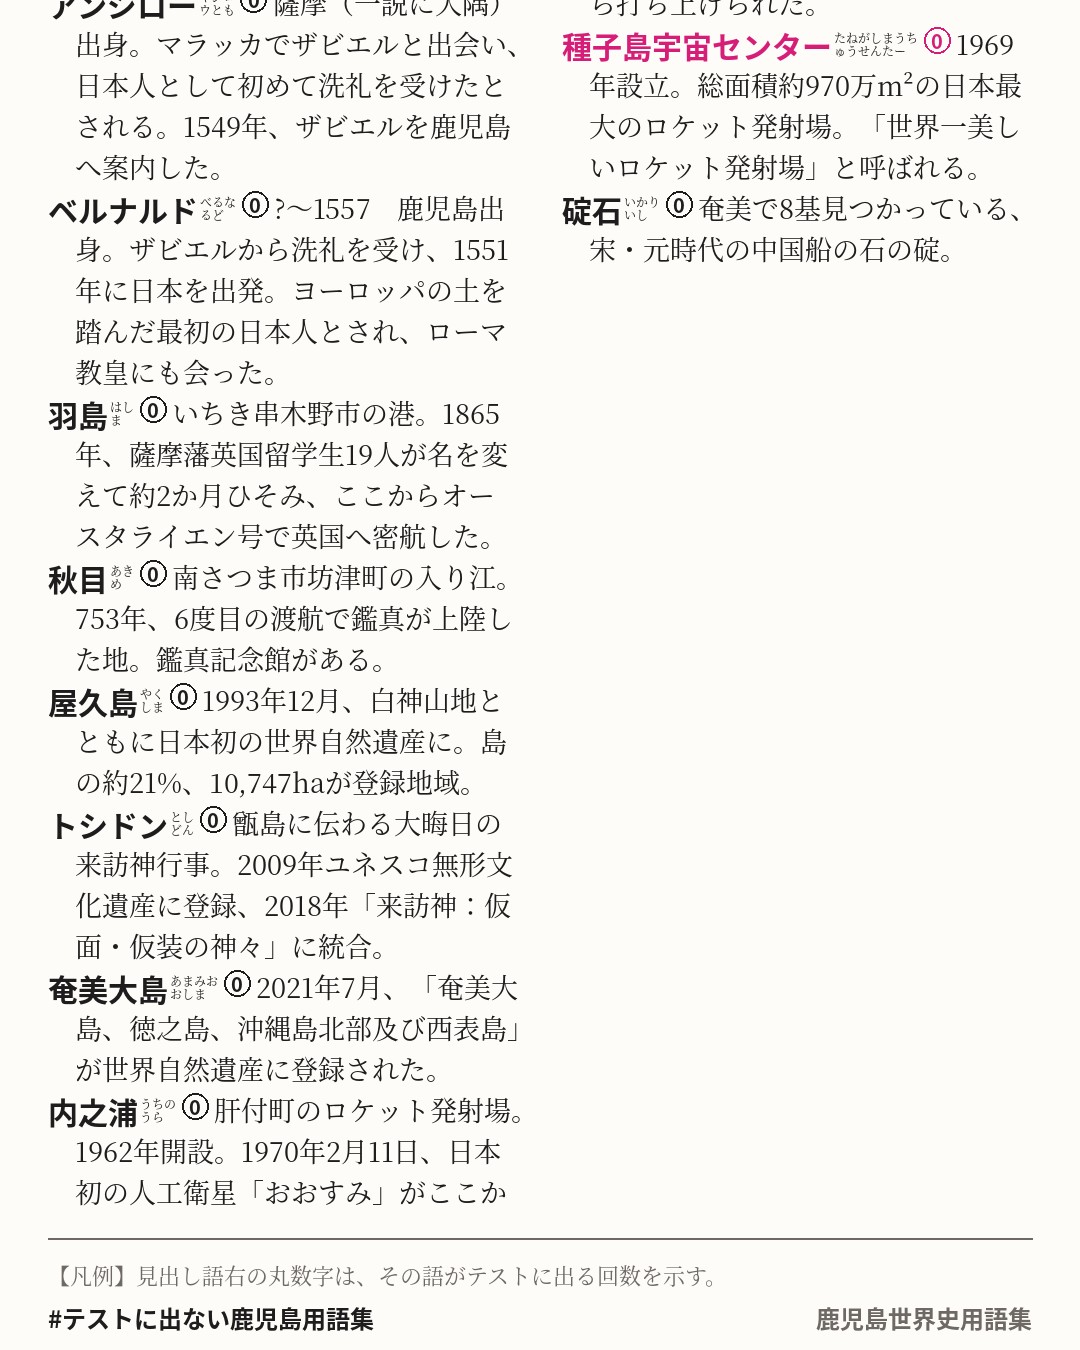 アンジロー 0 薩摩（一説に大隅）
出身。マラッカでザビエルと出会い、
日本人として初めて洗礼を受けたと
される。1549年、ザビエルを鹿児島
へ案内した。
ベルナルド べるなるど 0 ?〜1557　鹿児島出
身。ザビエルから洗礼を受け、1551
年に日本を出発。ヨーロッパの土を
踏んだ最初の日本人とされ、ローマ
教皇にも会った。
羽島 はしま 0 いちき串木野市の港。1865
年、薩摩藩英国留学生19人が名を変
えて約2か月ひそみ、ここからオー
スタライエン号で英国へ密航した。
秋目 あきめ 0 南さつま市坊津町の入り江。
753年、6度目の渡航で鑑真が上陸し
た地。鑑真記念館がある。
屋久島 やくしま 0 1993年12月、白神山地と
ともに日本初の世界自然遺産に。島
の約21%、10,747haが登録地域。
トシドン としどん 0 甑島に伝わる大晦日の
来訪神行事。2009年ユネスコ無形文
化遺産に登録、2018年「来訪神：仮
面・仮装の神々」に統合。
奄美大島 あまみおおしま 0 2021年7月、「奄美大
島、徳之島、沖縄島北部及び西表島」
が世界自然遺産に登録された。
内之浦 うちのうら 0 肝付町のロケット発射場。
1962年開設。1970年2月11日、日本
初の人工衛星「おおすみ」がここか
ら打ち上げられた。
種子島宇宙センター たねがしまうちゅうせんたー 0 1969
年設立。総面積約970万m²の日本最
大のロケット発射場。「世界一美し
いロケット発射場」と呼ばれる。
碇石 いかりいし 0 奄美で8基見つかっている、
宋・元時代の中国船の石の碇。
【凡例】見出し語右の丸数字は、その語がテストに出る回数を示す。
#テストに出ない鹿児島用語集
鹿児島世界史用語集